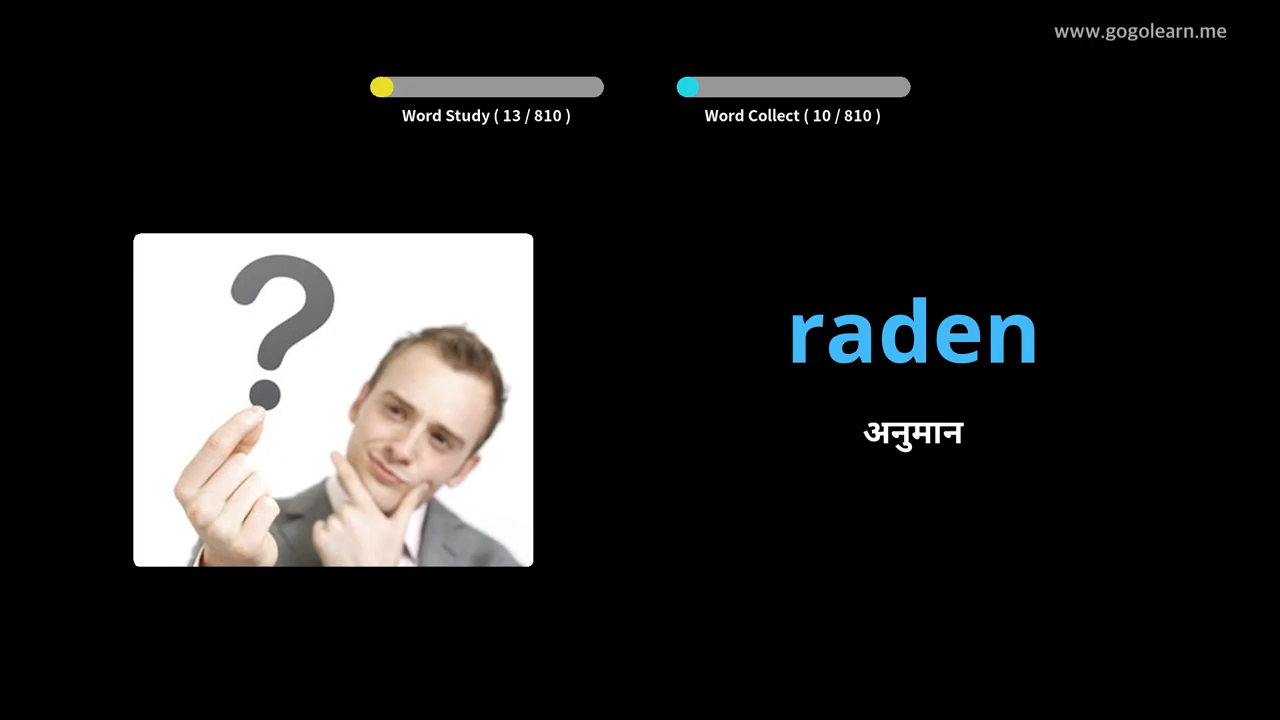 www.gogolearn.me
Word Study ( 13 / 810 )
Word Collect ( 10 / 810 )
?
raden
अनुमान